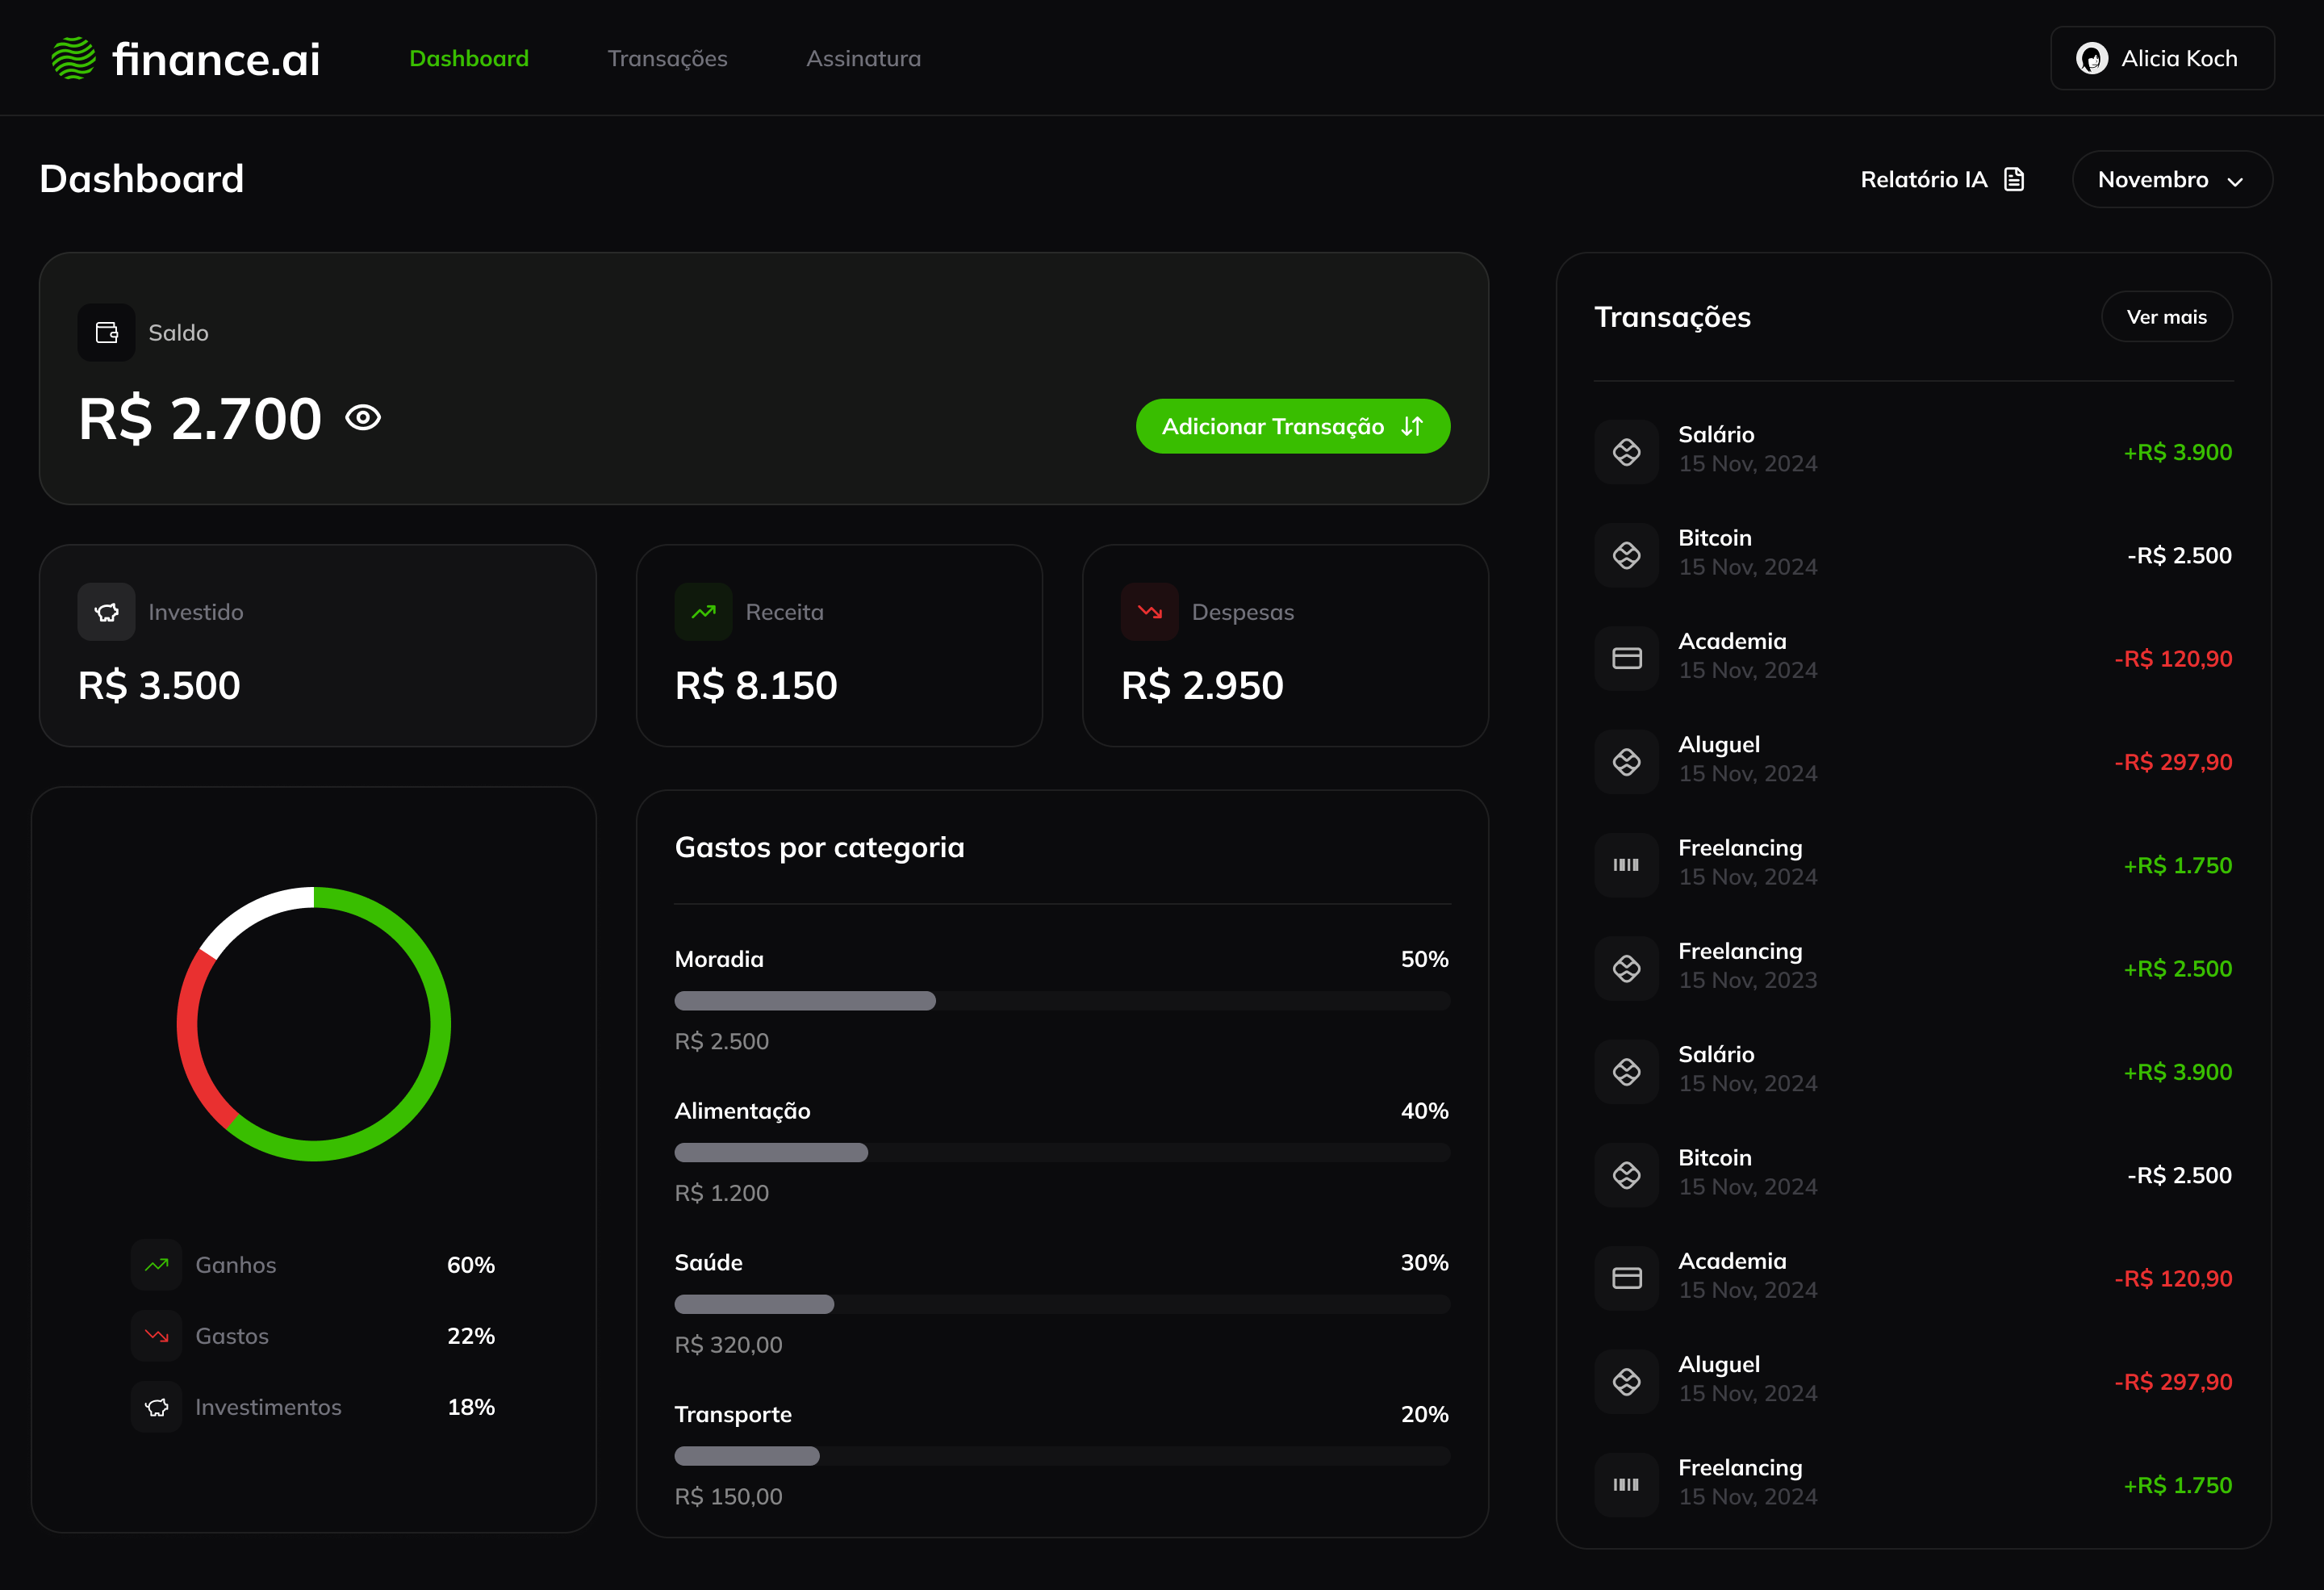 finance.ai
Dashboard
Transações
Assinatura
Alicia Koch
Dashboard
Relatório IA
Novembro
Saldo
R$ 2.700
Adicionar Transação
Investido
R$ 3.500
Receita
R$ 8.150
Despesas
R$ 2.950
Ganhos 60%
Gastos 22%
Investimentos 18%
Gastos por categoria
Moradia 50%
R$ 2.500
Alimentação 40%
R$ 1.200
Saúde 30%
R$ 320,00
Transporte 20%
R$ 150,00
Transações
Ver mais
Salário
15 Nov, 2024
+R$ 3.900
Bitcoin
15 Nov, 2024
-R$ 2.500
Academia
15 Nov, 2024
-R$ 120,90
Aluguel
15 Nov, 2024
-R$ 297,90
Freelancing
15 Nov, 2024
+R$ 1.750
Freelancing
15 Nov, 2023
+R$ 2.500
Salário
15 Nov, 2024
+R$ 3.900
Bitcoin
15 Nov, 2024
-R$ 2.500
Academia
15 Nov, 2024
-R$ 120,90
Aluguel
15 Nov, 2024
-R$ 297,90
Freelancing
15 Nov, 2024
+R$ 1.750